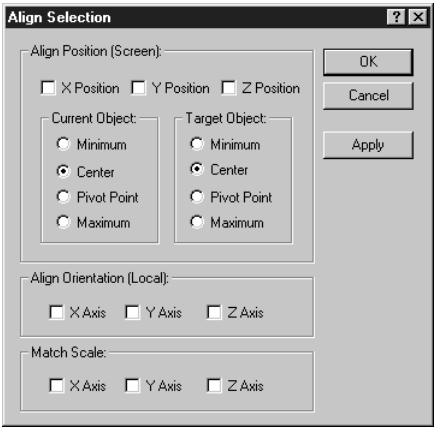 Align Selection
Align Position (Screen):
X Position Y Position Z Position
Current Object:
Minimum
Center
Pivot Point
Maximum
Target Object:
Minimum
Center
Pivot Point
Maximum
Align Orientation (Local):
X Axis Y Axis Z Axis
Match Scale:
X Axis Y Axis Z Axis
OK
Cancel
Apply